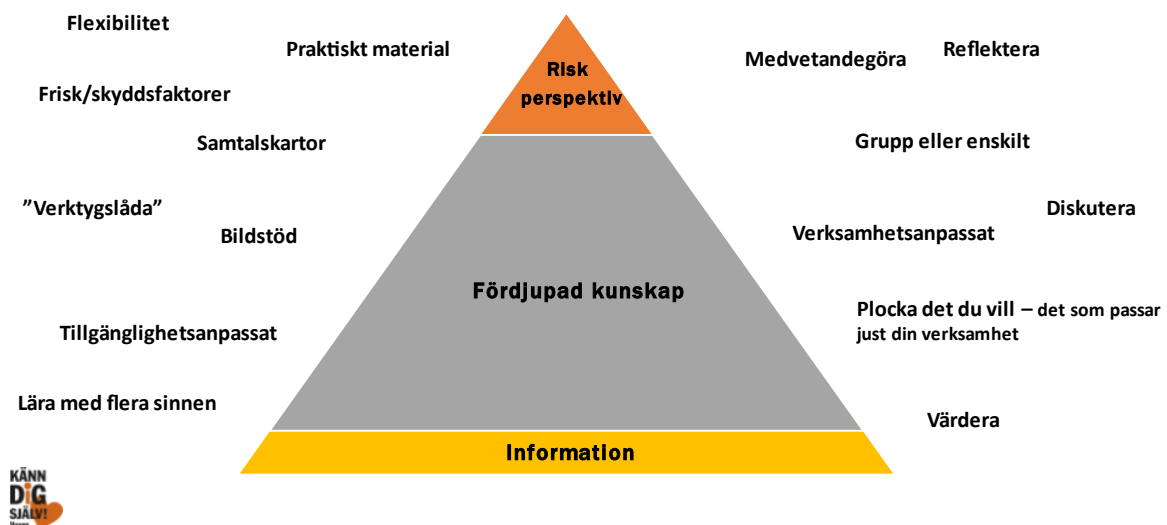 Flexibilitet
Praktiskt material
Frisk/skyddsfaktorer
Samtalskartor
”Verktygslåda”
Bildstöd
Tillgänglighetsanpassat
Lära med flera sinnen
Risk
perspektiv
Fördjupad kunskap
Information
Medvetandegöra
Reflektera
Grupp eller enskilt
Diskutera
Verksamhetsanpassat
Plocka det du vill – det som passar
just din verksamhet
Värdera
KÄNN
DiG
SJÄLV!